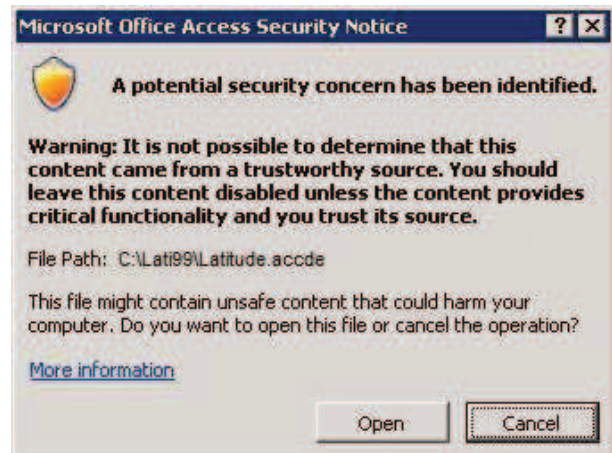 Microsoft Office Access Security Notice
A potential security concern has been identified.
Warning: It is not possible to determine that this
content came from a trustworthy source. You should
leave this content disabled unless the content provides
critical functionality and you trust its source.
File Path: C:\Lati99\Latitude.accde
This file might contain unsafe content that could harm your
computer. Do you want to open this file or cancel the operation?
More information
Open Cancel